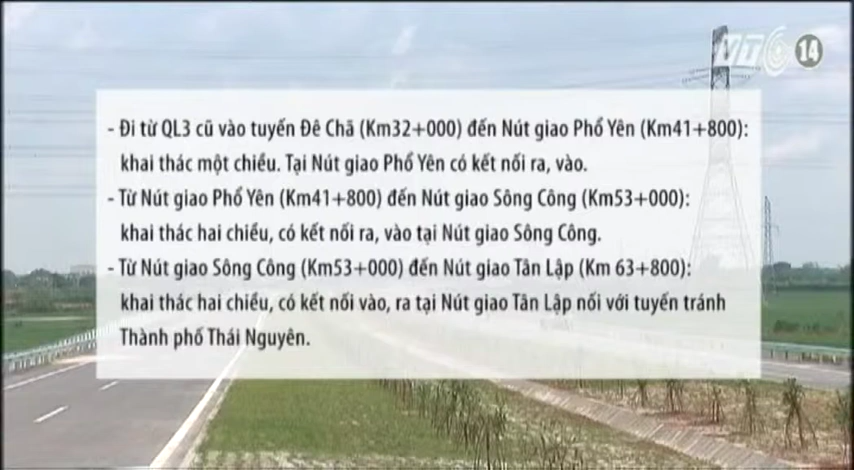 VTC 14
- Đi từ QL3 cũ vào tuyến Đê Chã (Km32+000) đến Nút giao Phổ Yên (Km41+800):
khai thác một chiều. Tại Nút giao Phổ Yên có kết nối ra, vào.
- Từ Nút giao Phổ Yên (Km41+800) đến Nút giao Sông Công (Km53+000):
khai thác hai chiều, có kết nối ra, vào tại Nút giao Sông Công.
- Từ Nút giao Sông Công (Km53+000) đến Nút giao Tân Lập (Km 63+800):
khai thác hai chiều, có kết nối vào, ra tại Nút giao Tân Lập nối với tuyến tránh
Thành phố Thái Nguyên.